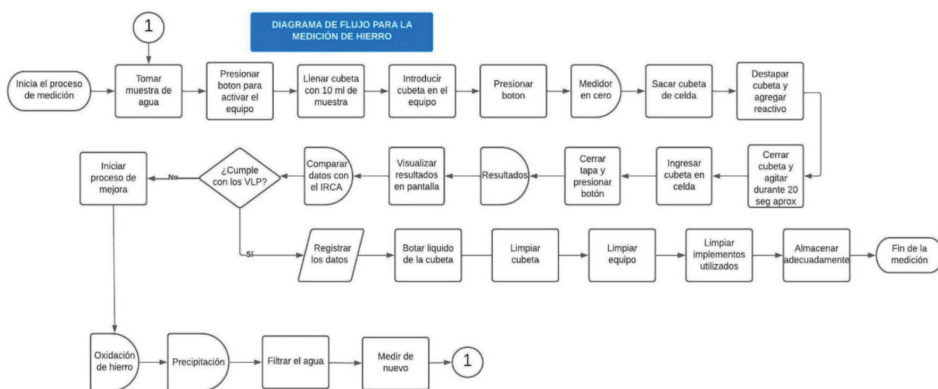 1
DIAGRAMA DE FLUJO PARA LA
MEDICIÓN DE HIERRO
Inicia el proceso
de medición
Tomar
muestra de
agua
Presionar
boton para
activar el
equipo
Llenar cubeta
con 10 ml de
muestra
Introducir
cubeta en el
equipo
Presionar
boton
Medidor
en cero
Sacar cubeta
de celda
Destapar
cubeta y
agregar
reactivo
Cerrar
cubeta y
agitar
durante 20
seg aprox
Ingresar
cubeta en
celda
Cerrar
tapa y
presionar
botón
Resultados
Visualizar
resultados
en pantalla
Comparar
datos con
el IRCA
¿Cumple
con los VLP?
No
Iniciar
proceso de
mejora
SI
Registrar
los datos
Botar liquido
de la cubeta
Limpiar
cubeta
Limpiar
equipo
Limpiar
implementos
utilizados
Almacenar
adecuadamente
Fin de la
medición
Oxidación
de hierro
Precipitación
Filtrar el agua
Medir de
nuevo
1